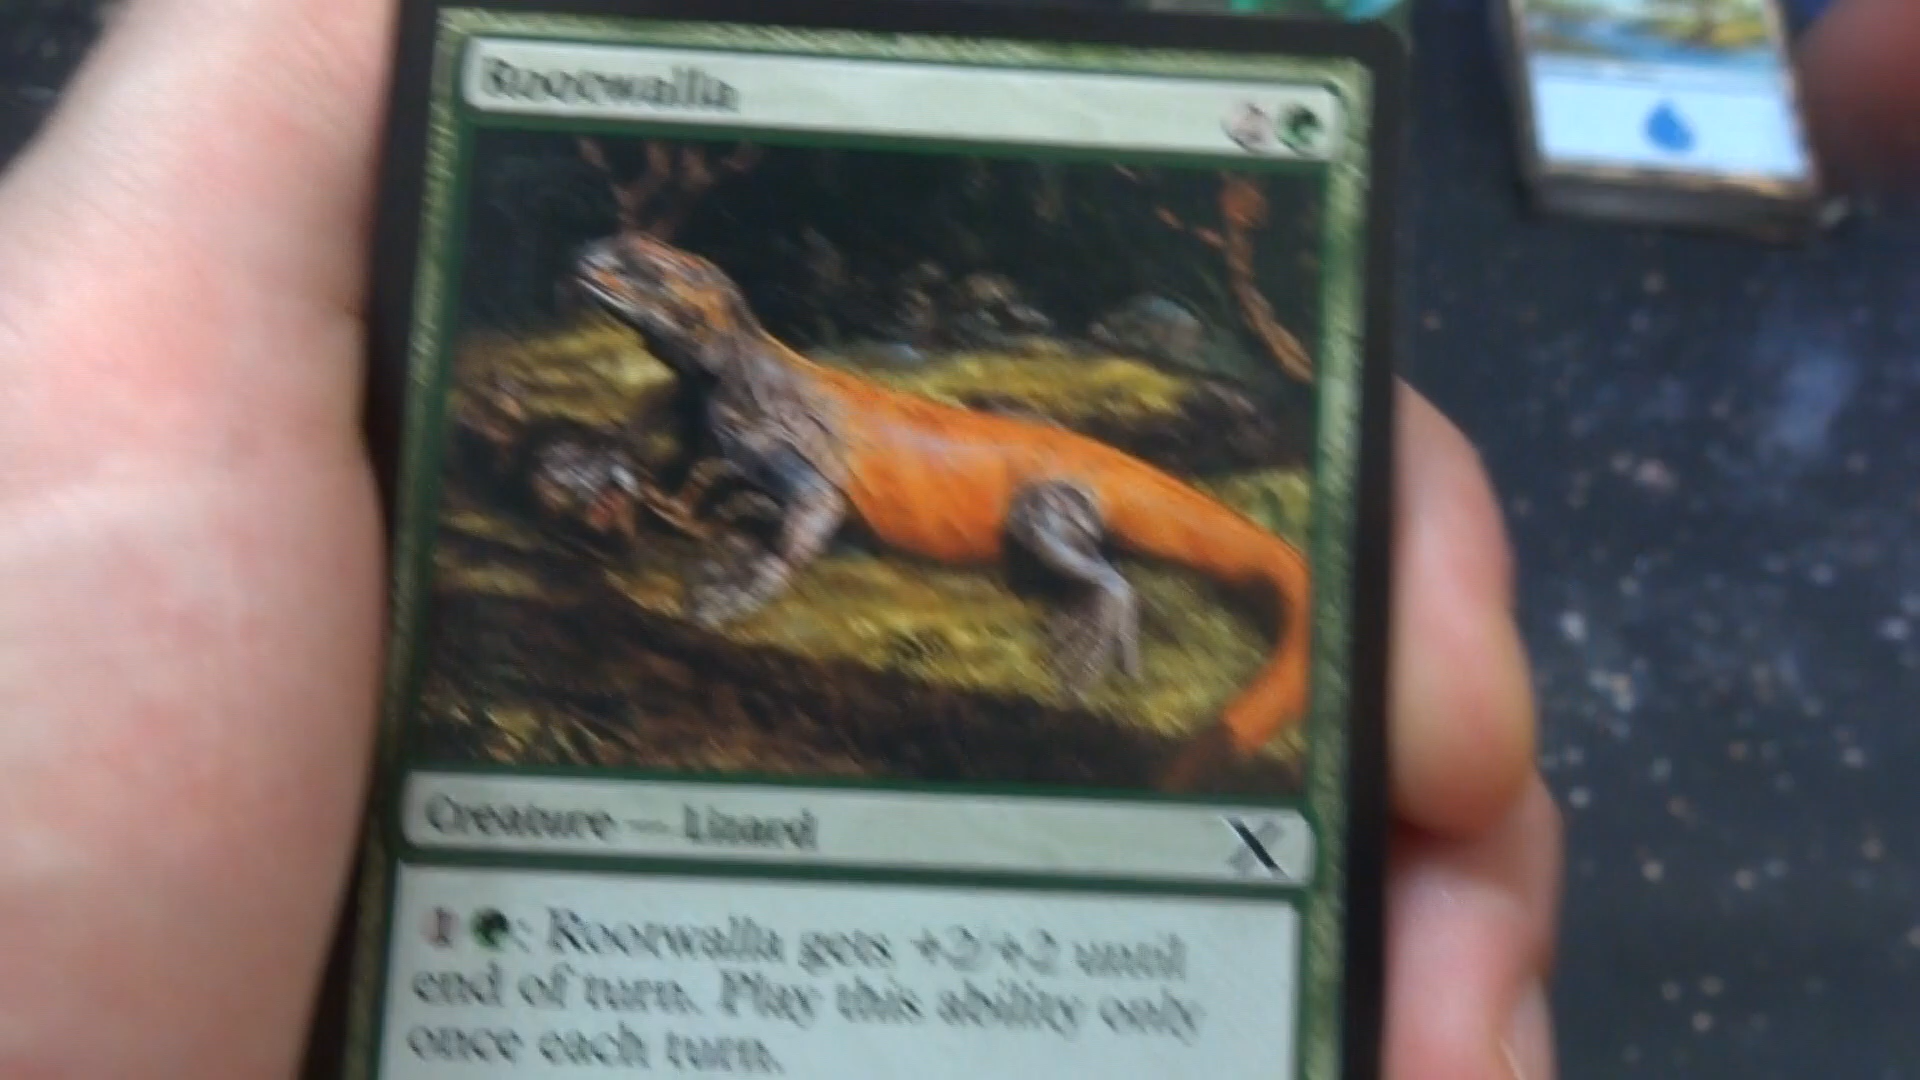 Rootwalla
Creature — Lizard
1 : Rootwalla gets +2/+2 until
end of turn. Play this ability only
once each turn.